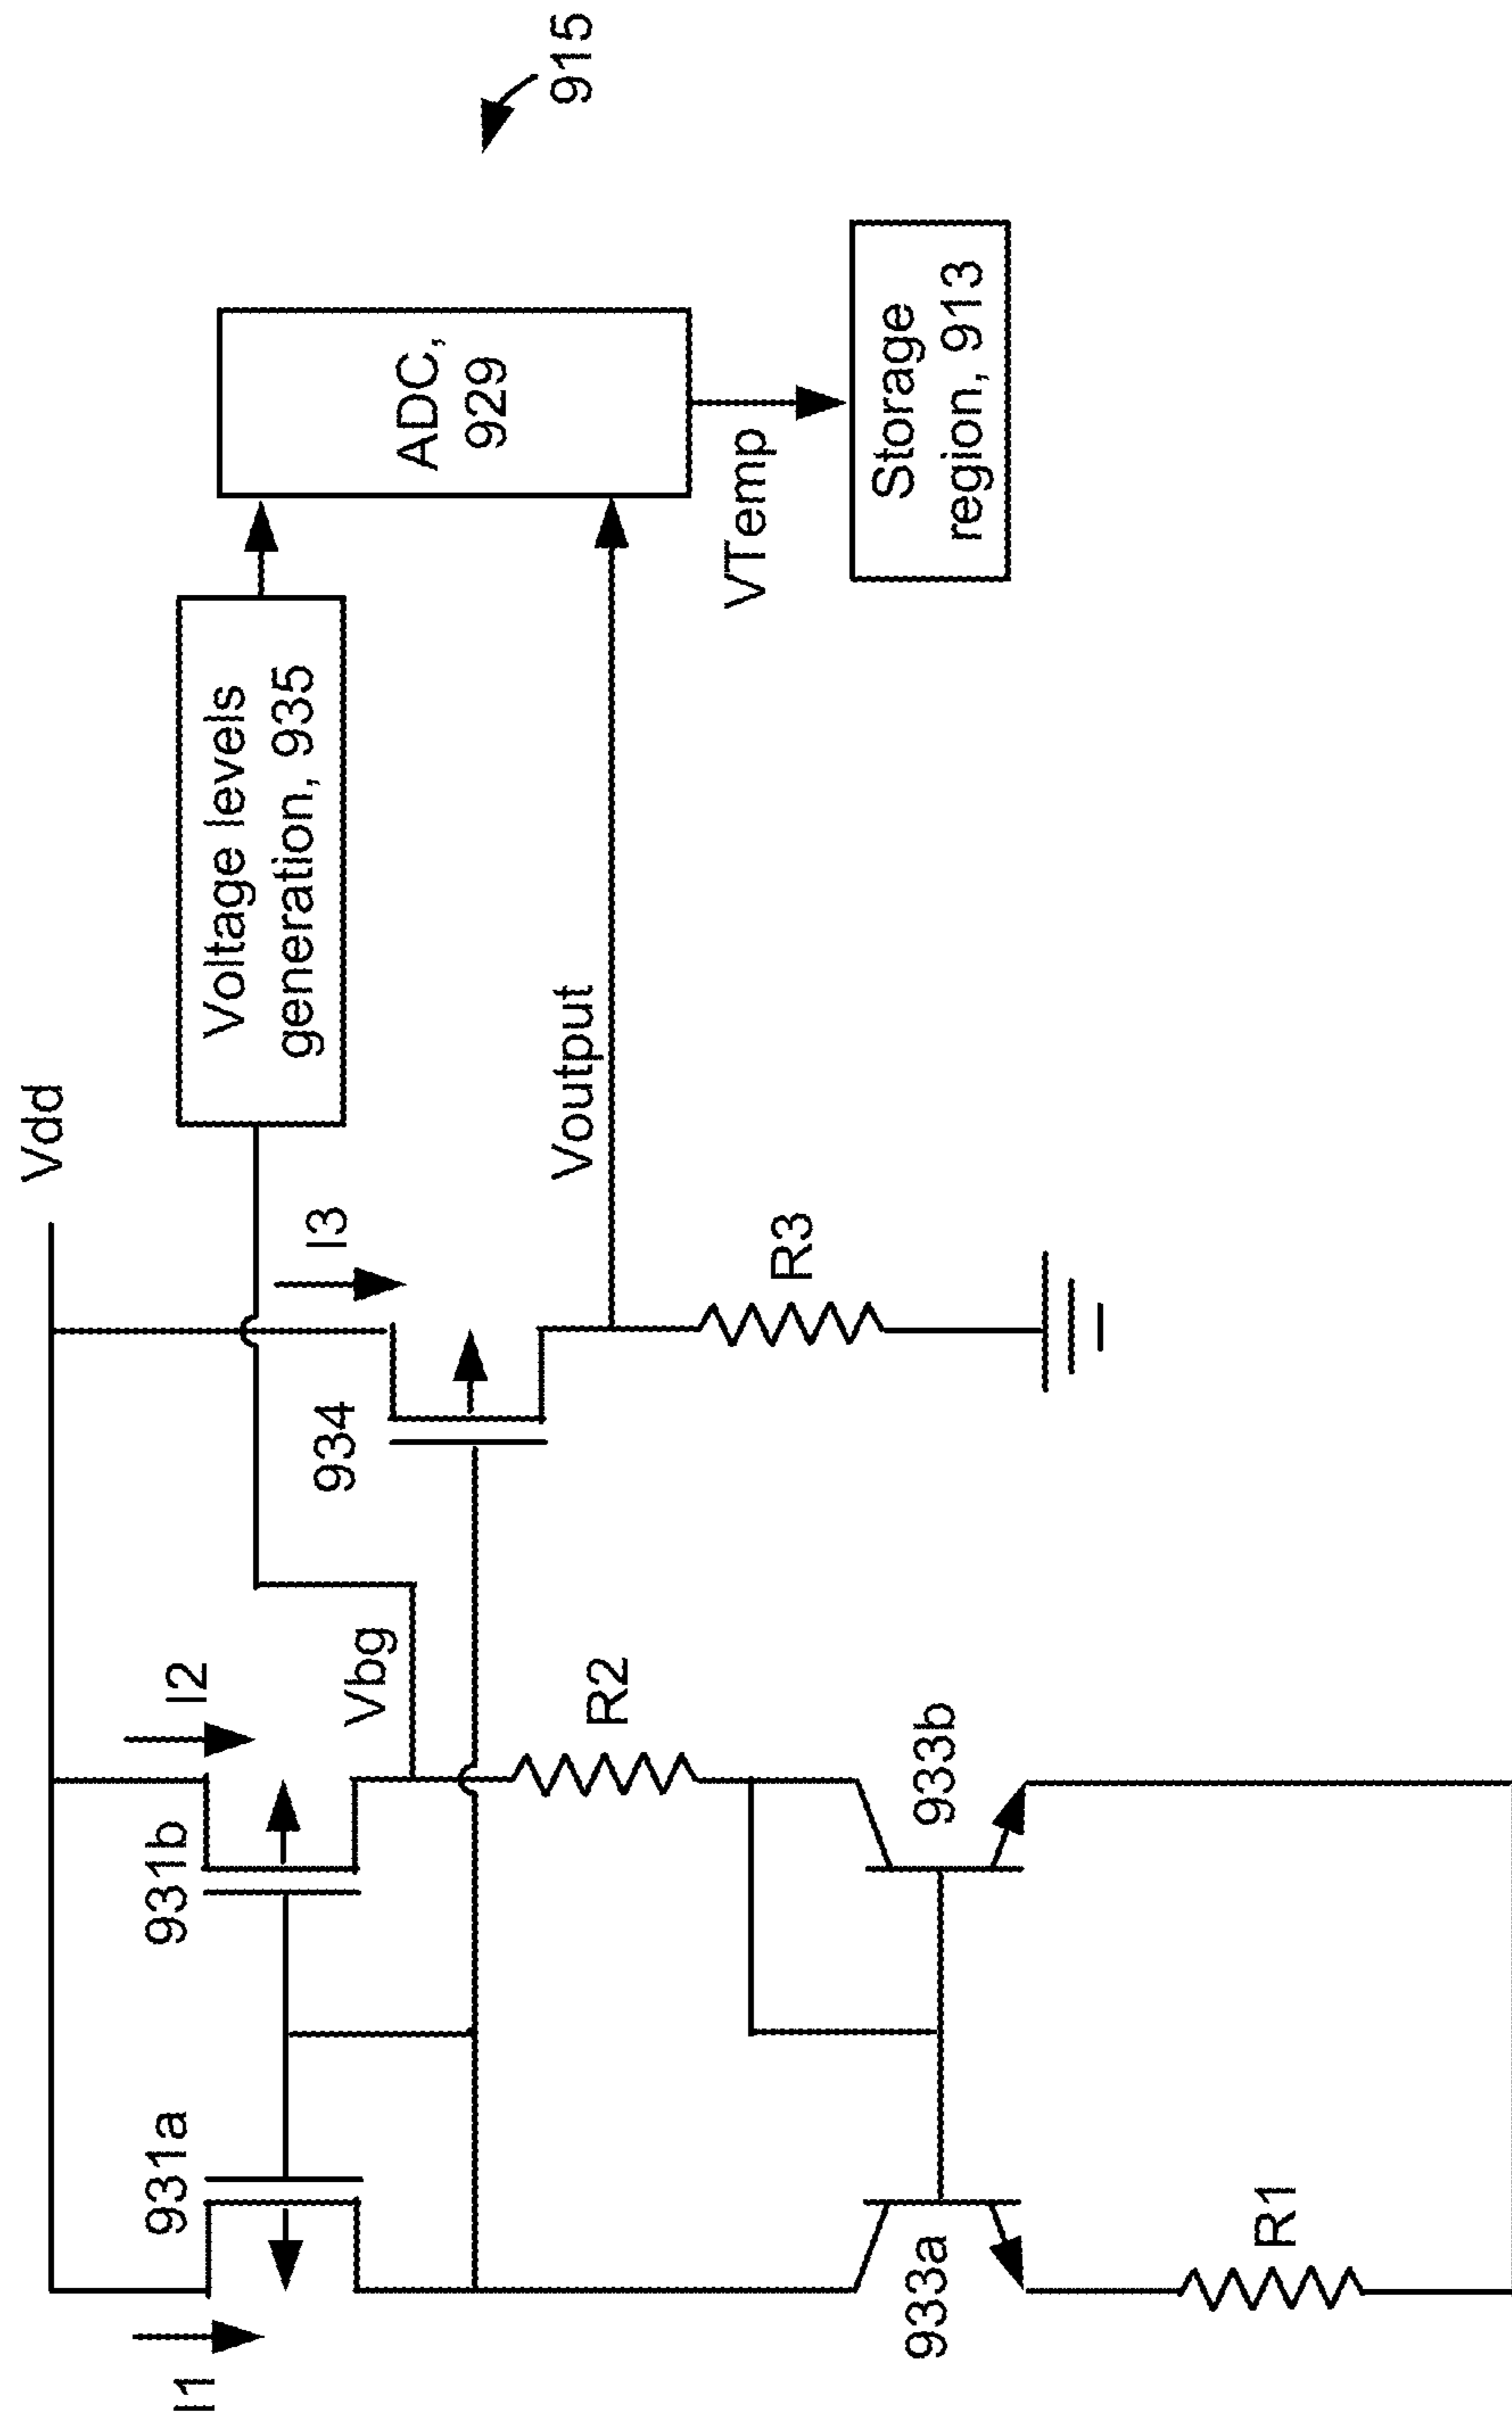 Vdd
I1
931a
931b
I2
Vbg
934
I3
Voltage levels
generation, 935
Voutput
ADC,
929
915
VTemp
Storage
region, 913
R2
R3
933a
933b
R1